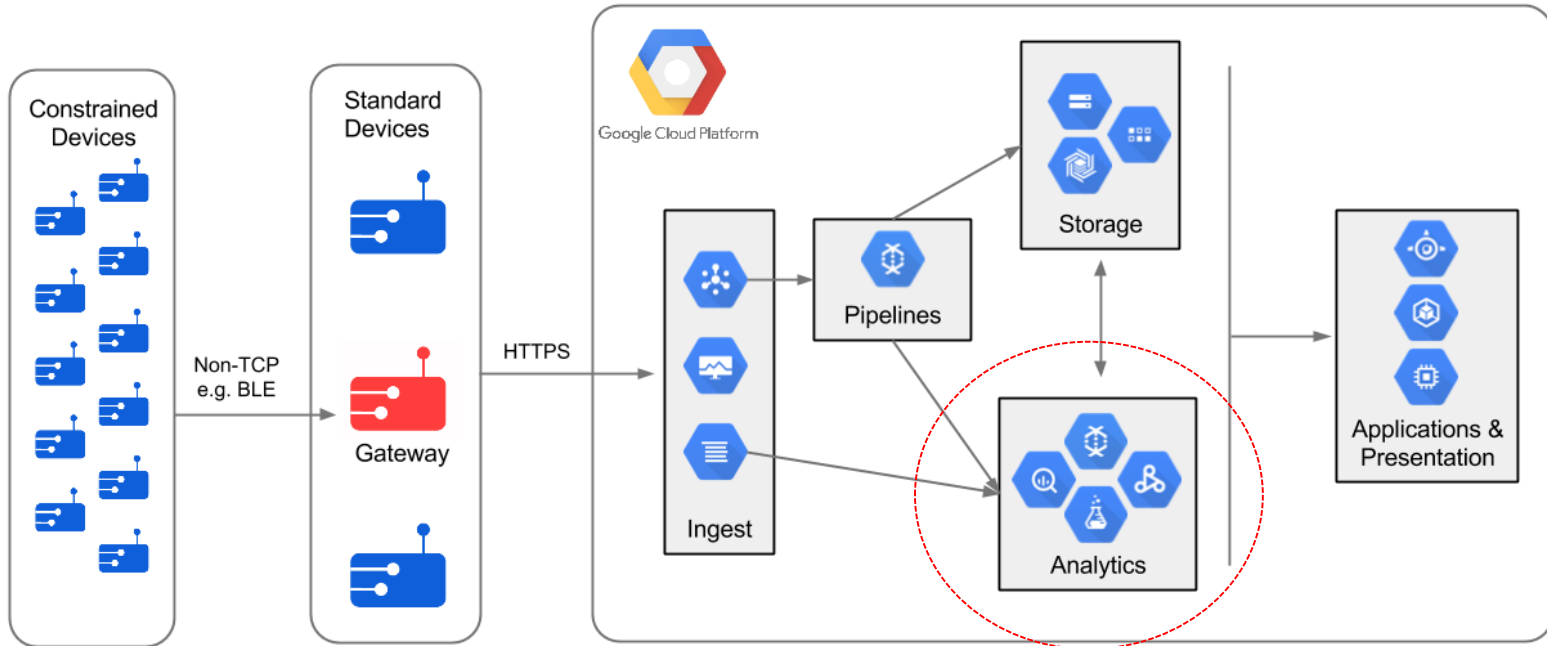 Constrained
Devices
Non-TCP
e.g. BLE
Standard
Devices
Gateway
HTTPS
Google Cloud Platform
Ingest
Pipelines
Storage
Analytics
Applications &
Presentation